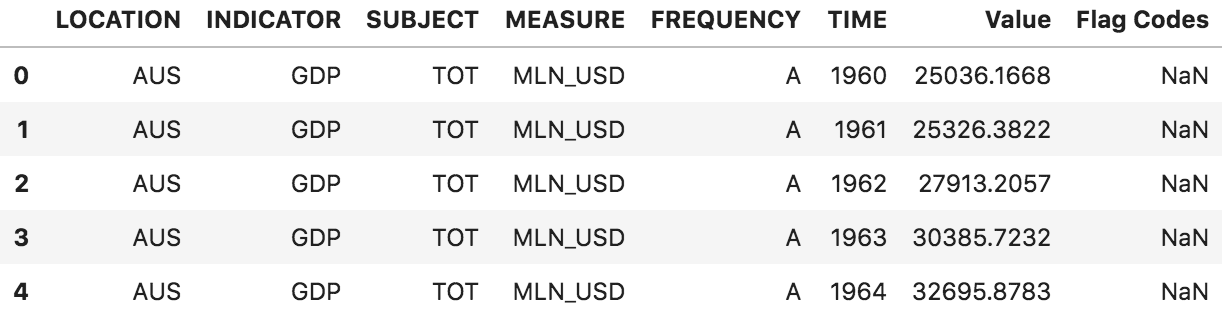 LOCATION INDICATOR SUBJECT MEASURE FREQUENCY TIME Value Flag Codes
0 AUS GDP TOT MLN_USD A 1960 25036.1668 NaN
1 AUS GDP TOT MLN_USD A 1961 25326.3822 NaN
2 AUS GDP TOT MLN_USD A 1962 27913.2057 NaN
3 AUS GDP TOT MLN_USD A 1963 30385.7232 NaN
4 AUS GDP TOT MLN_USD A 1964 32695.8783 NaN